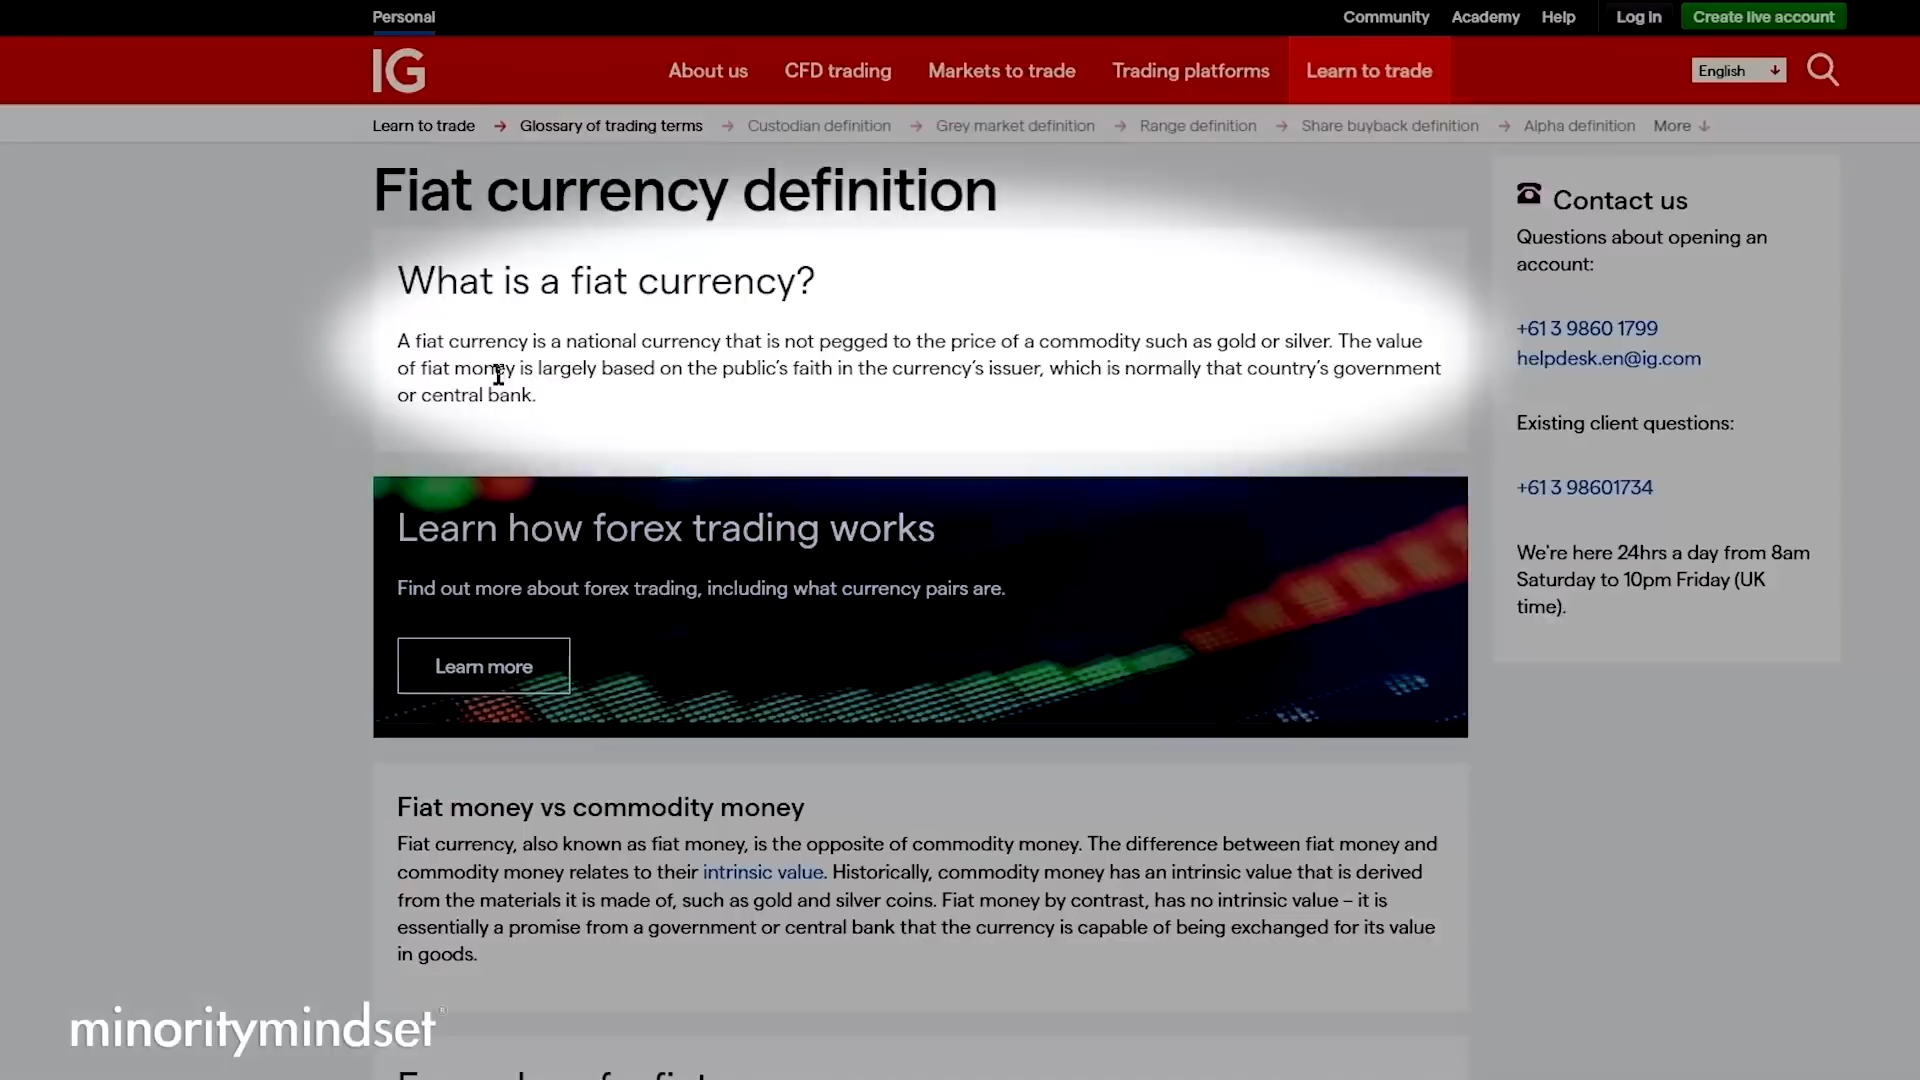 Personal
Community
Academy
Help
Log in
Create live account
IG
About us
CFD trading
Markets to trade
Trading platforms
Learn to trade
English
Learn to trade
Glossary of trading terms
Custodian definition
Grey market definition
Range definition
Share buyback definition
Alpha definition
More
Fiat currency definition
What is a fiat currency?
A fiat currency is a national currency that is not pegged to the price of a commodity such as gold or silver. The value
of fiat money is largely based on the public's faith in the currency's issuer, which is normally that country's government
or central bank.
Learn how forex trading works
Find out more about forex trading, including what currency pairs are.
Learn more
Fiat money vs commodity money
Fiat currency, also known as fiat money, is the opposite of commodity money. The difference between fiat money and
commodity money relates to their intrinsic value. Historically, commodity money has an intrinsic value that is derived
from the materials it is made of, such as gold and silver coins. Fiat money by contrast, has no intrinsic value – it is
essentially a promise from a government or central bank that the currency is capable of being exchanged for its value
in goods.
Contact us
Questions about opening an
account:
+61 3 9860 1799
helpdesk.en@ig.com
Existing client questions:
+61 3 98601734
We're here 24hrs a day from 8am
Saturday to 10pm Friday (UK
time).
minoritymindset